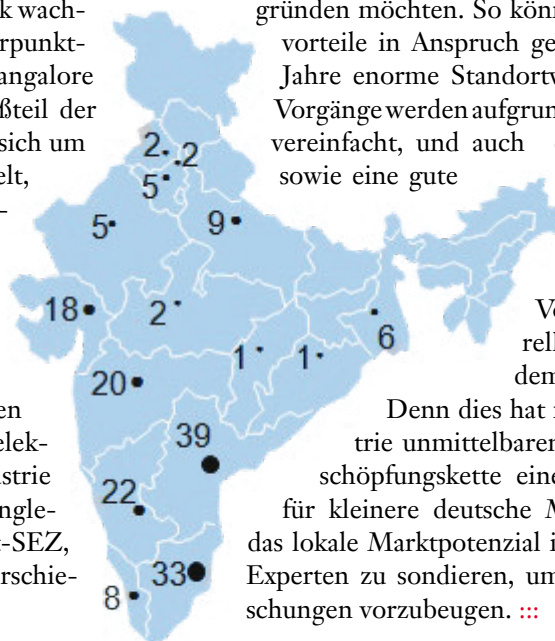 k wach-
rpunkt-
angalore
ßteil der
sich um
elt,
-
en
elek-
strie
ngle-
-SEZ,
rschie-
2
2
5
5
9
18
2
6
1
1
20
39
22
33
8
gründen möchten. So könn
vorteile in Anspruch ge
Jahre enorme Standortv
Vorgänge werden aufgrun
vereinfacht, und auch
sowie eine gute
Vo
rell
dem
Denn dies hat
trie unmittelbaren
schöpfungskette eine
für kleinere deutsche M
das lokale Marktpotenzial i
Experten zu sondieren, um
schungen vorzubeugen. :::